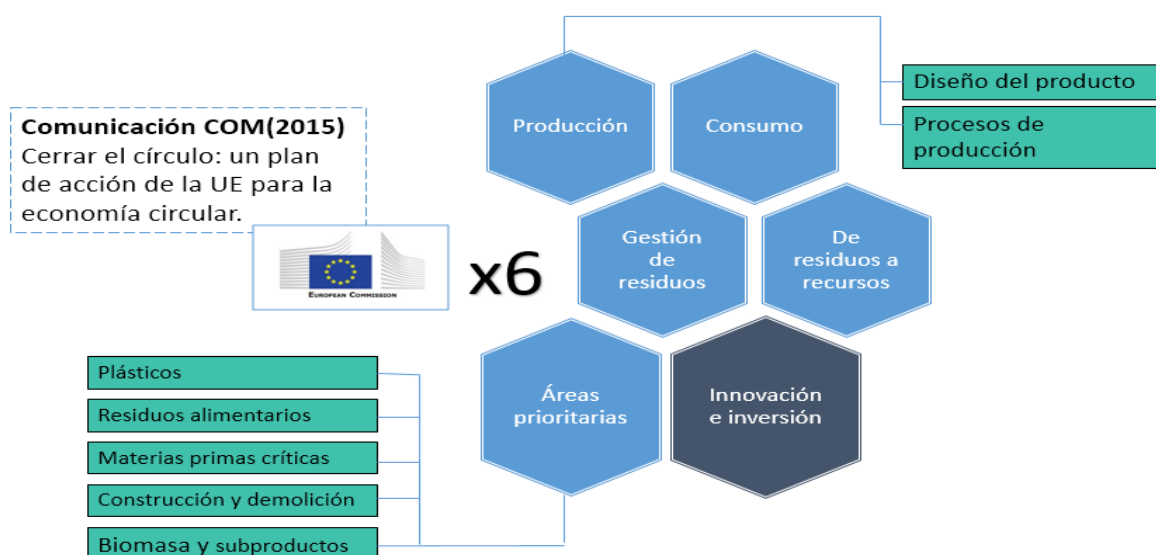 Comunicación COM(2015)
Cerrar el círculo: un plan
de acción de la UE para la
economía circular.
EUROPEAN COMMISSION
x6
Producción
Consumo
Diseño del producto
Procesos de
producción
Gestión
de
residuos
De
residuos a
recursos
Áreas
prioritarias
Innovación
e inversión
Plásticos
Residuos alimentarios
Materias primas críticas
Construcción y demolición
Biomasa y subproductos